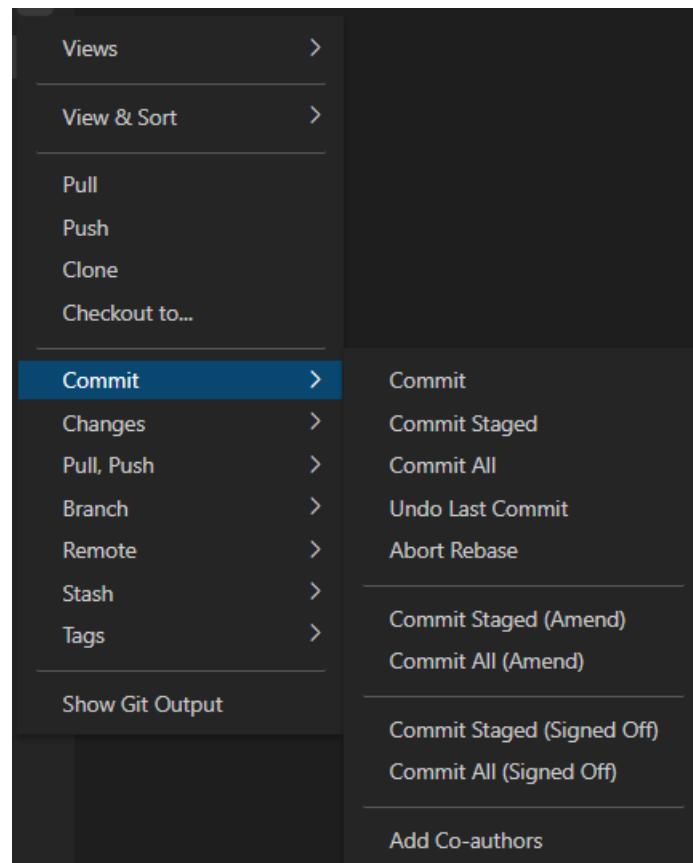 Views
View & Sort
Pull
Push
Clone
Checkout to...
Commit
Changes
Pull, Push
Branch
Remote
Stash
Tags
Show Git Output
Commit
Commit Staged
Commit All
Undo Last Commit
Abort Rebase
Commit Staged (Amend)
Commit All (Amend)
Commit Staged (Signed Off)
Commit All (Signed Off)
Add Co-authors